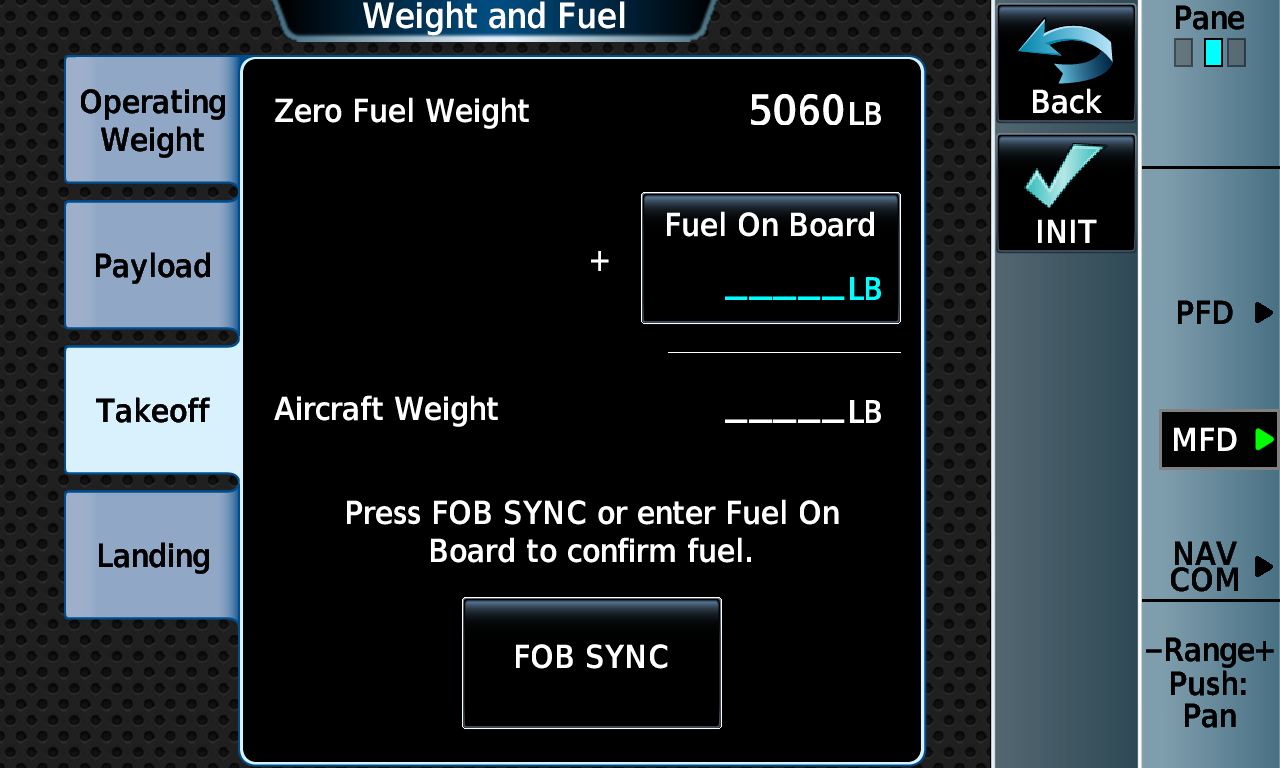 Weight and Fuel
Operating
Weight
Payload
Takeoff
Landing
Zero Fuel Weight
5060LB
+
Fuel On Board
_____LB
Aircraft Weight
_____LB
Press FOB SYNC or enter Fuel On
Board to confirm fuel.
FOB SYNC
Back
INIT
Pane
PFD
MFD
NAV
COM
−Range+
Push:
Pan